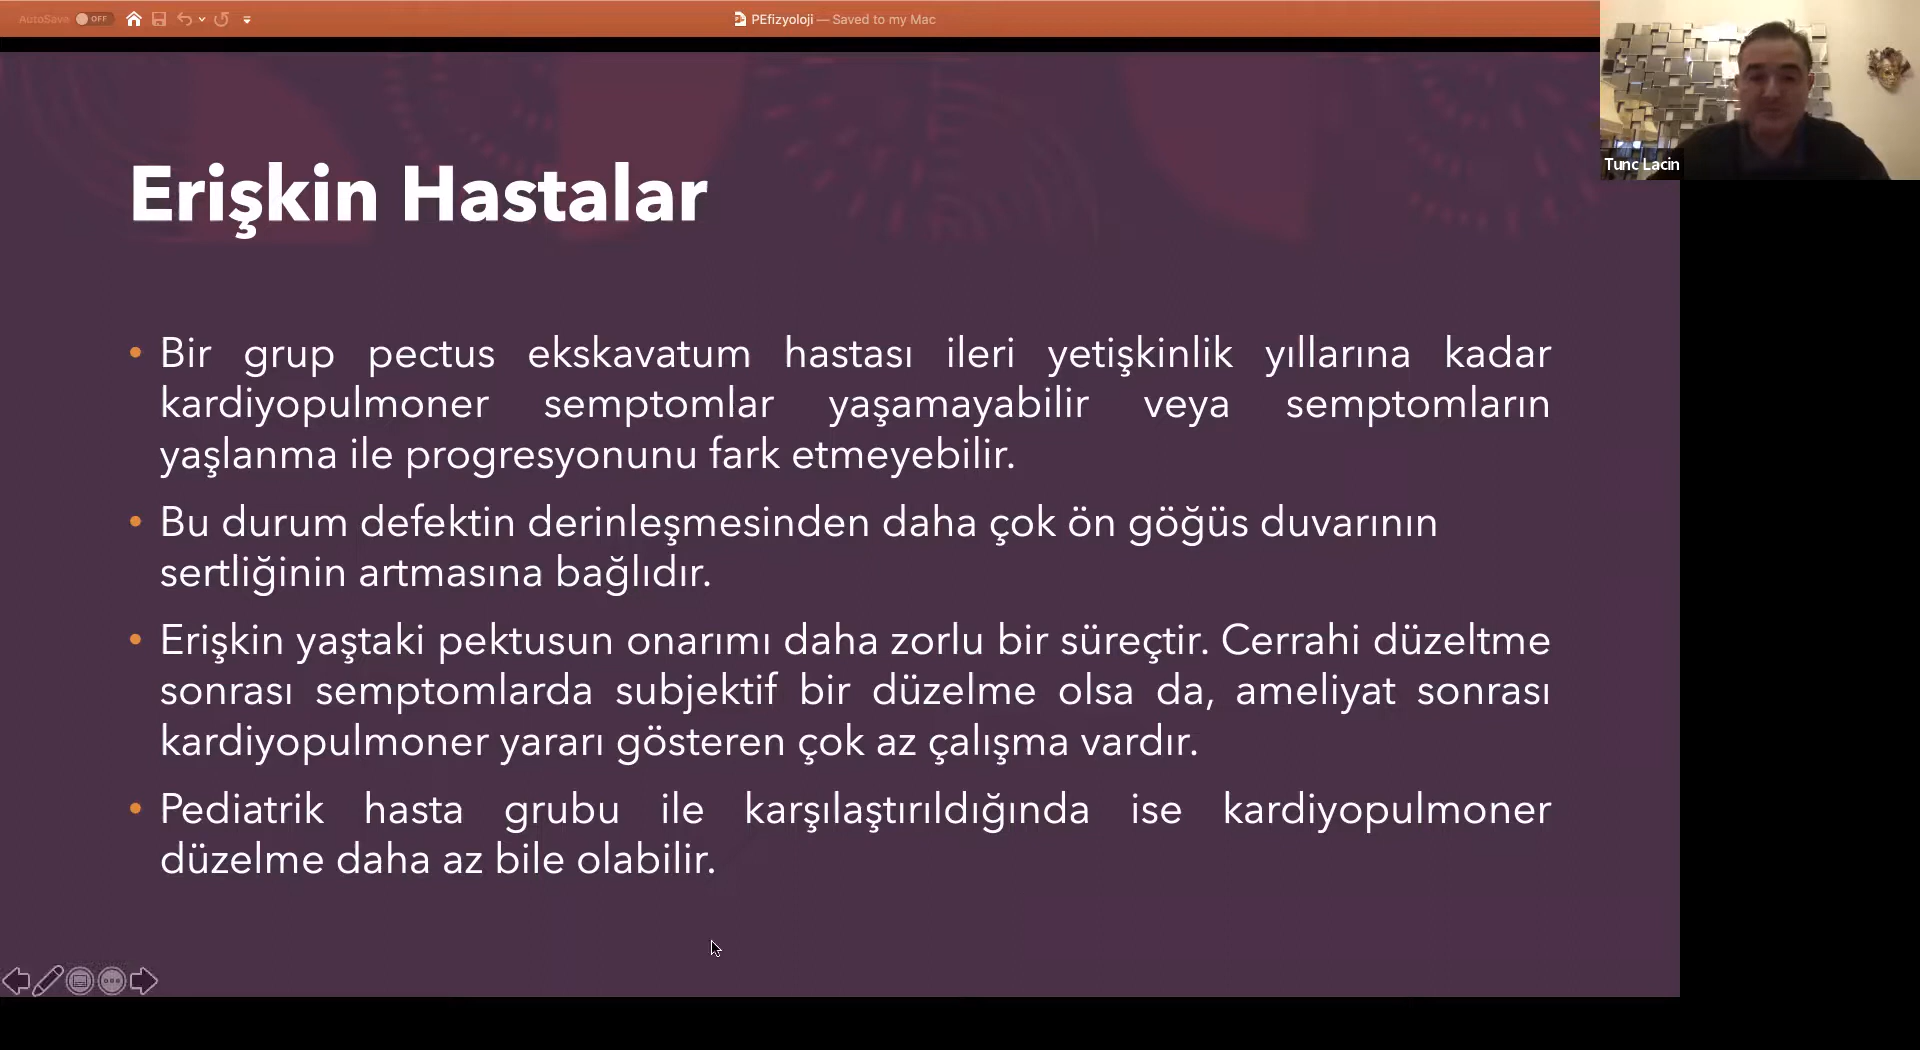 AutoSave OFF
PEfizyoloji — Saved to my Mac
Tunc Lacin
Erişkin Hastalar
• Bir grup pectus ekskavatum hastası ileri yetişkinlik yıllarına kadar
kardiyopulmoner semptomlar yaşamayabilir veya semptomların
yaşlanma ile progresyonunu fark etmeyebilir.
• Bu durum defektin derinleşmesinden daha çok ön göğüs duvarının
sertliğinin artmasına bağlıdır.
• Erişkin yaştaki pektusun onarımı daha zorlu bir süreçtir. Cerrahi düzeltme
sonrası semptomlarda subjektif bir düzelme olsa da, ameliyat sonrası
kardiyopulmoner yararı gösteren çok az çalışma vardır.
• Pediatrik hasta grubu ile karşılaştırıldığında ise kardiyopulmoner
düzelme daha az bile olabilir.